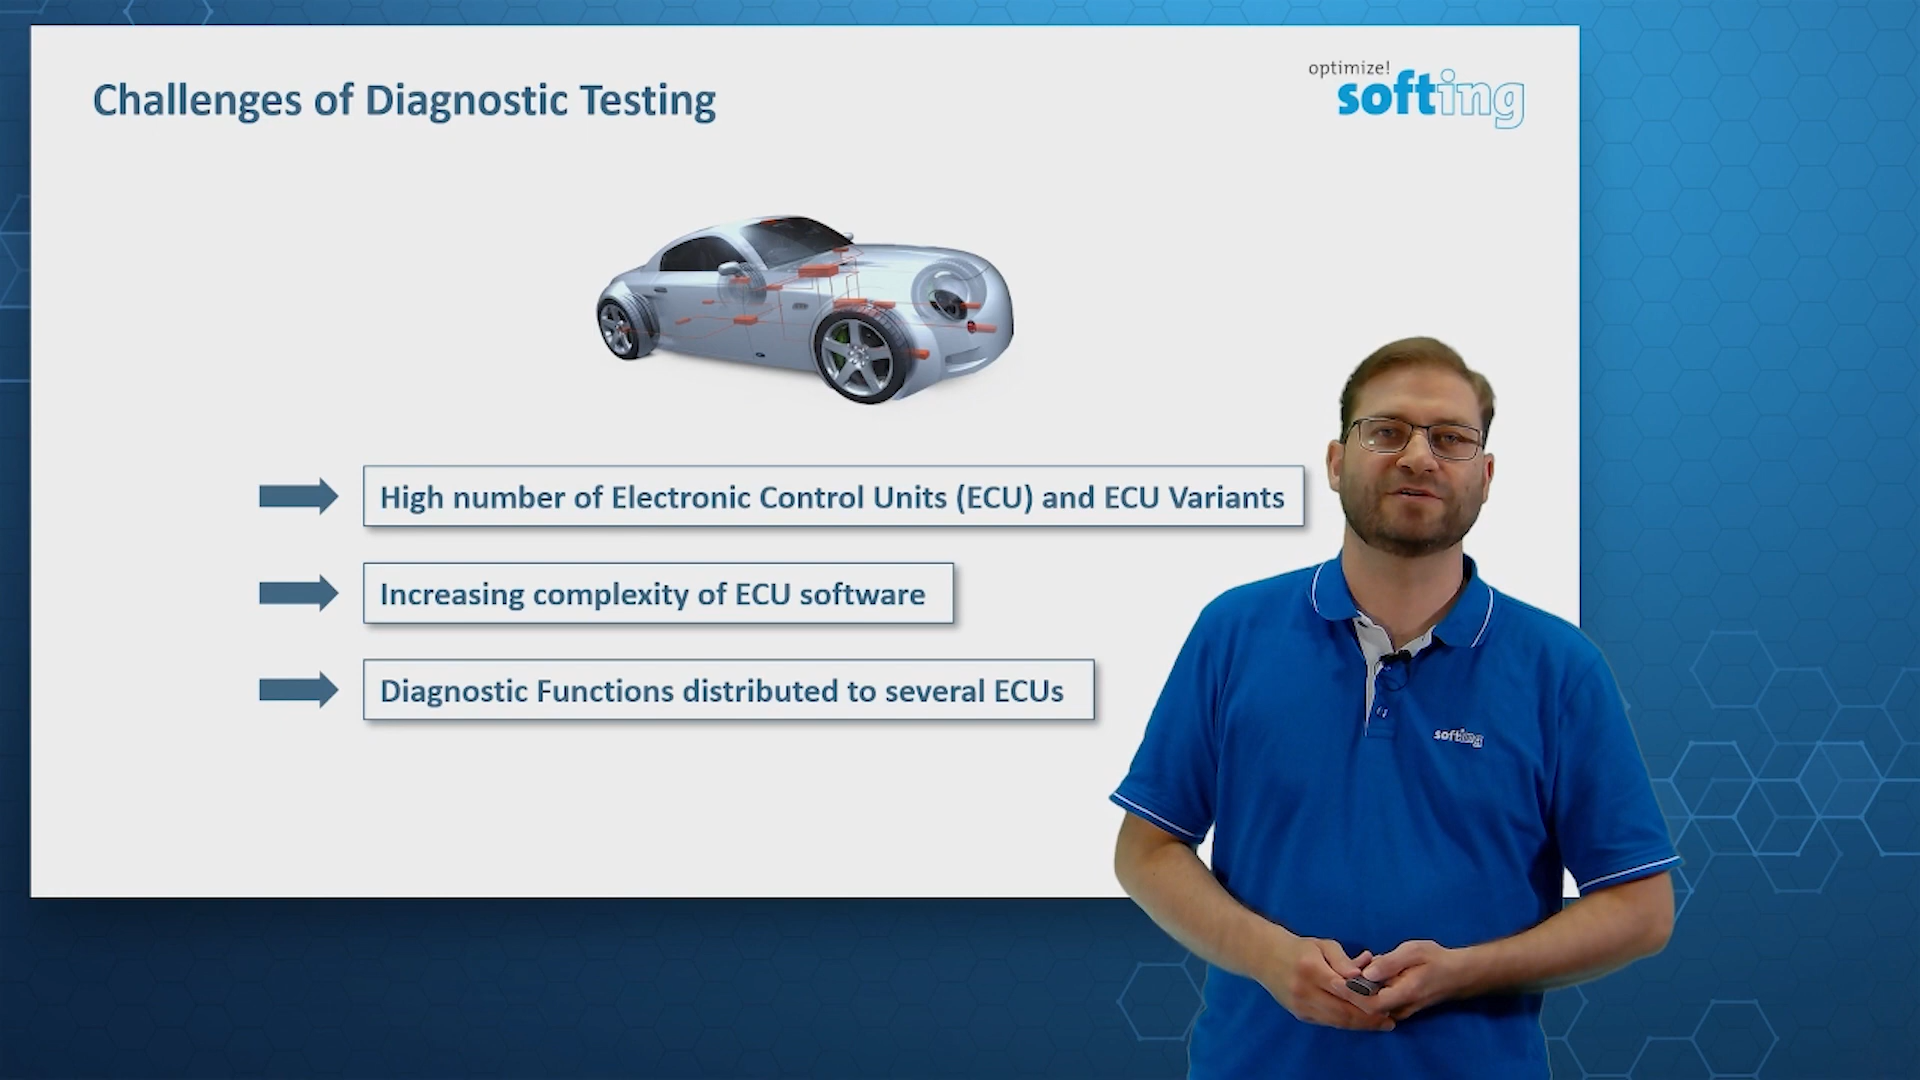 Challenges of Diagnostic Testing
optimize!
softing
High number of Electronic Control Units (ECU) and ECU Variants
Increasing complexity of ECU software
Diagnostic Functions distributed to several ECUs
softing